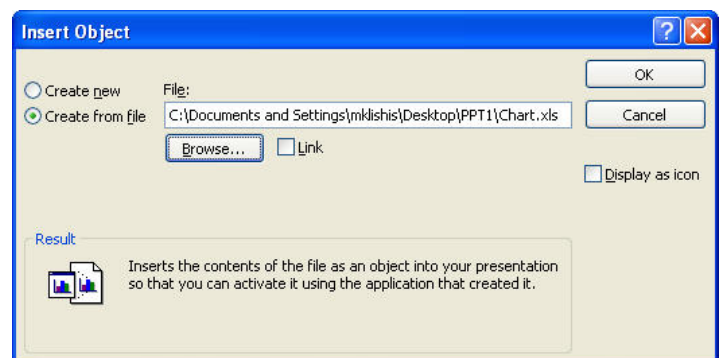 Insert Object
Create new
File:
OK
Create from file
C:\Documents and Settings\mklishis\Desktop\PPT1\Chart.xls
Cancel
Browse...
Link
Display as icon
Result
Inserts the contents of the file as an object into your presentation
so that you can activate it using the application that created it.